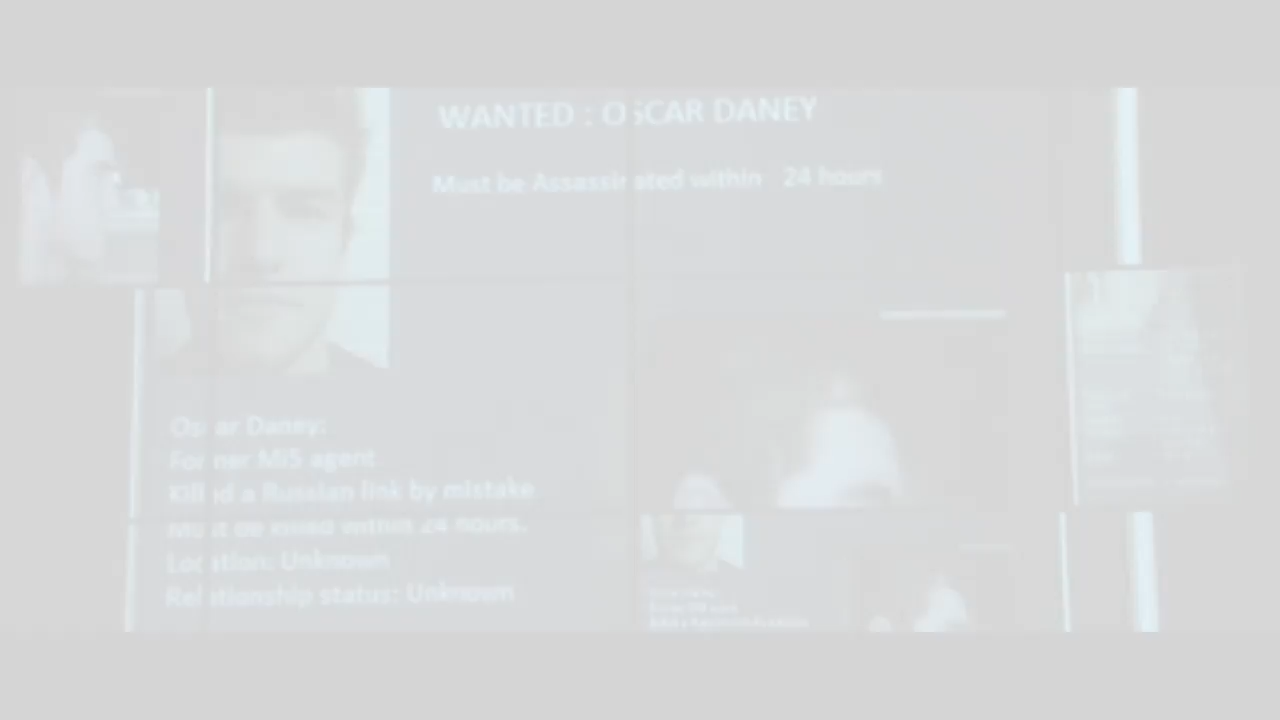 WANTED : OSCAR DANEY
Must be Assassinated within 24 hours
Oscar Daney:
Former Mi5 agent
Killed a Russian link by mistake
Must be killed within 24 hours.
Location: Unknown
Relationship status: Unknown